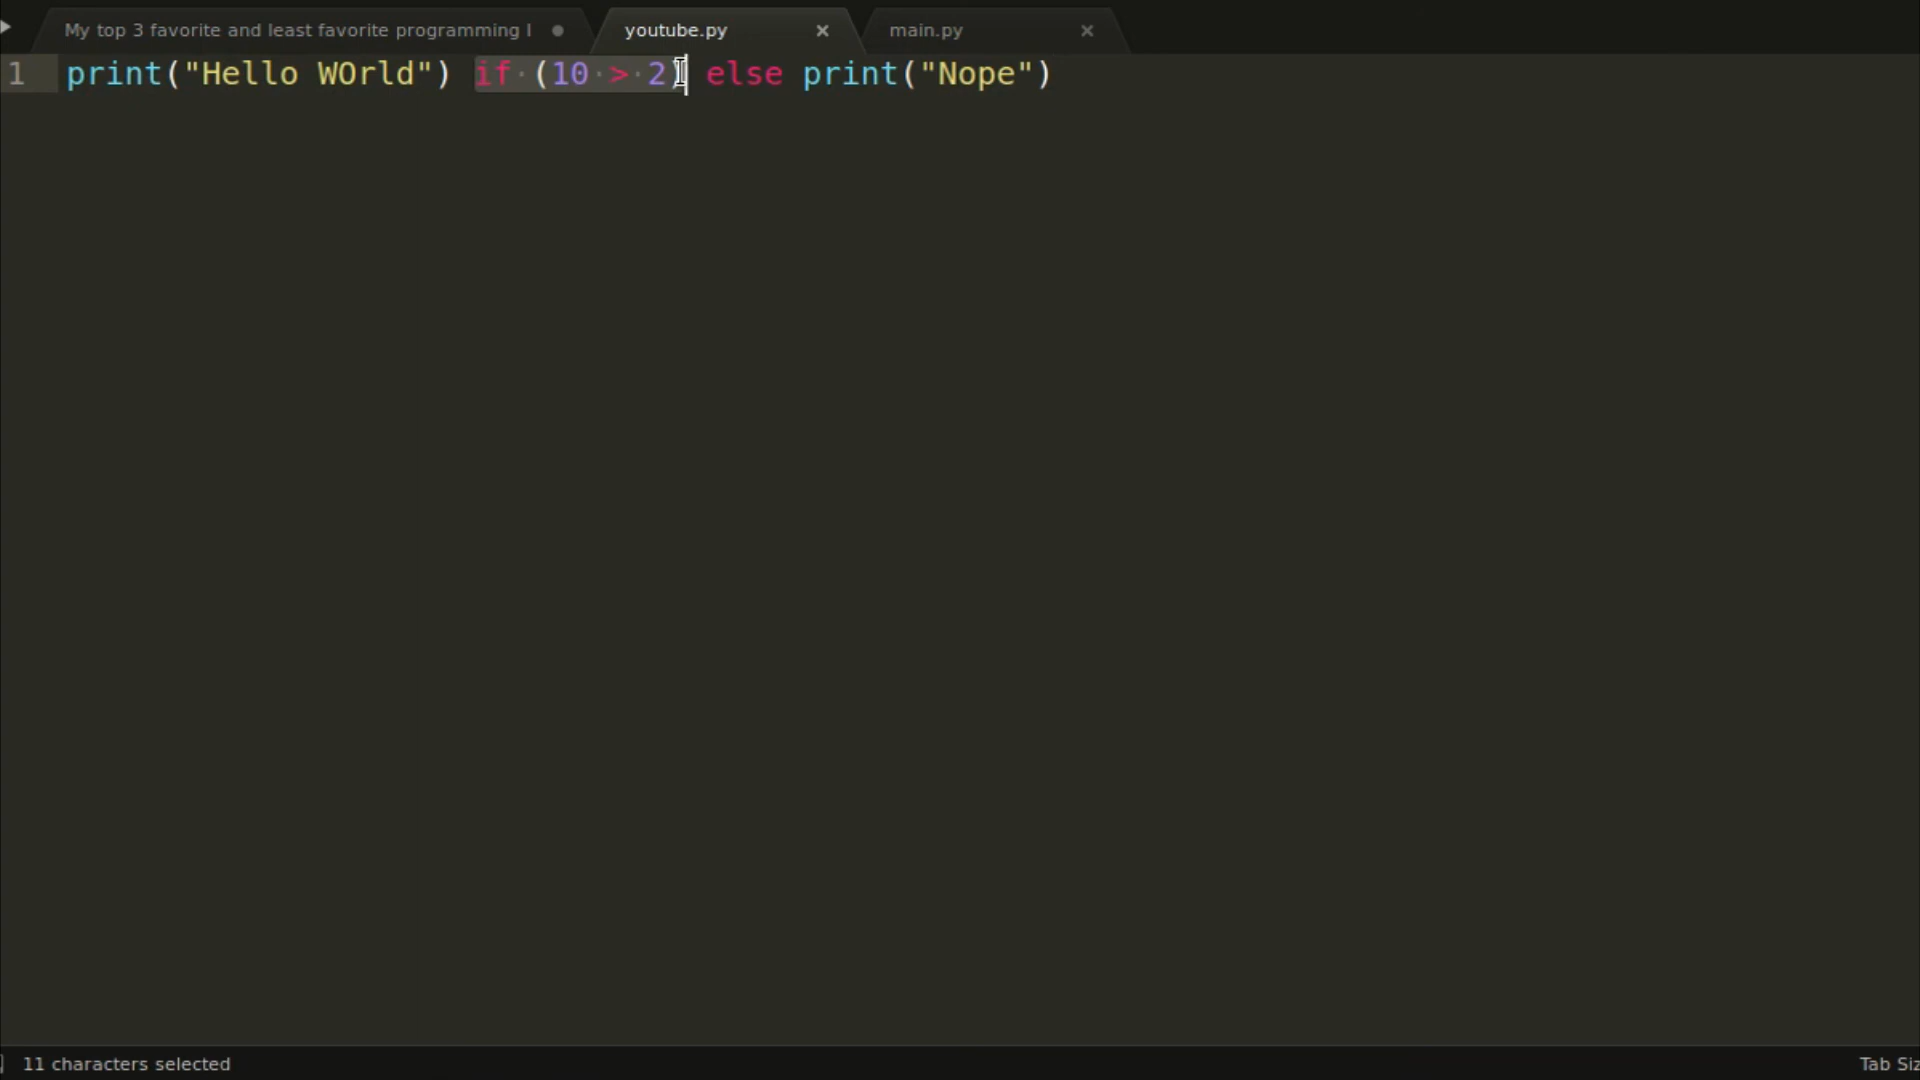 My top 3 favorite and least favorite programming l
youtube.py
main.py
1 print("Hello WOrld") if (10 > 2) else print("Nope")
11 characters selected
Tab Siz